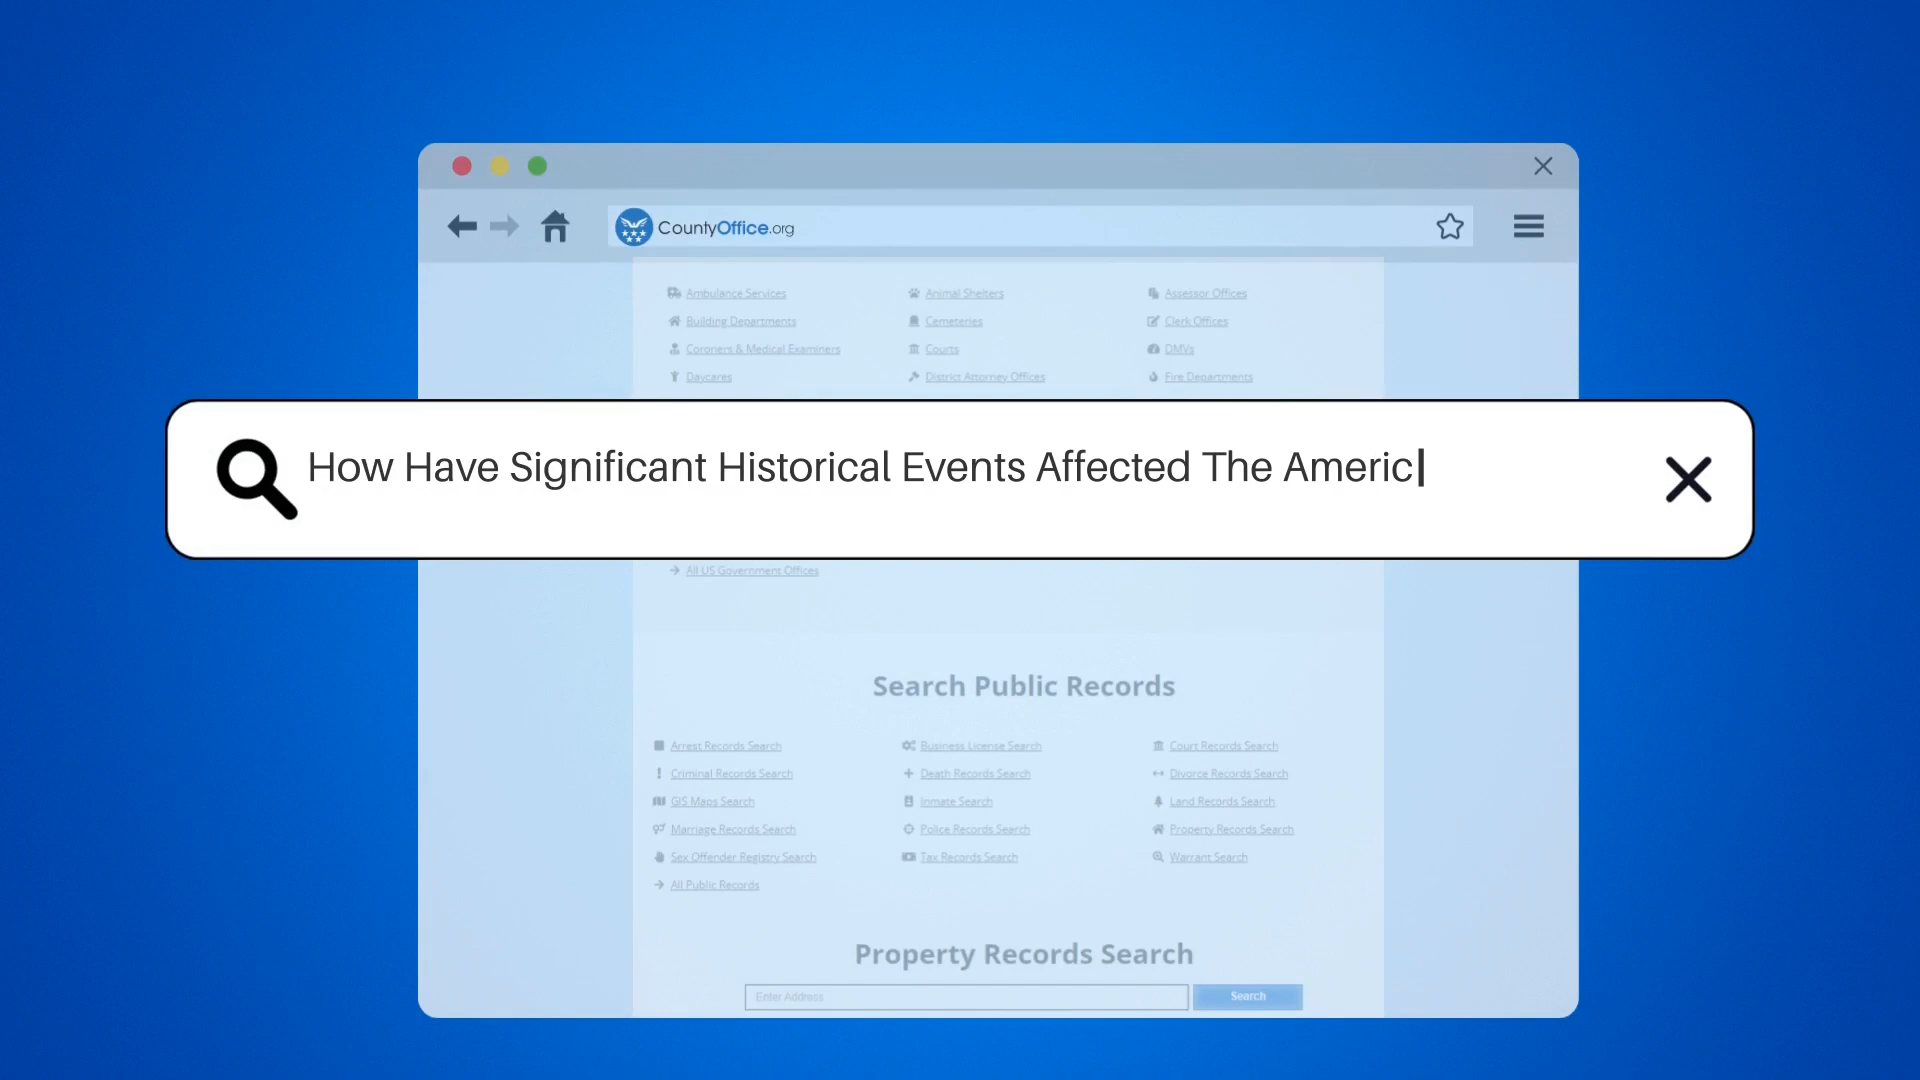 CountyOffice.org
Ambulance Services Animal Shelters Assessor Offices
Building Departments Cemeteries Clerk Offices
Coroners & Medical Examiners Courts DMVs
Daycares District Attorney Offices Fire Departments
How Have Significant Historical Events Affected The Americ
All US Government Offices
Search Public Records
Arrest Records Search Business License Search Court Records Search
Criminal Records Search Death Records Search Divorce Records Search
GIS Maps Search Inmate Search Land Records Search
Marriage Records Search Police Records Search Property Records Search
Sex Offender Registry Search Tax Records Search Warrant Search
All Public Records
Property Records Search
Enter Address Search